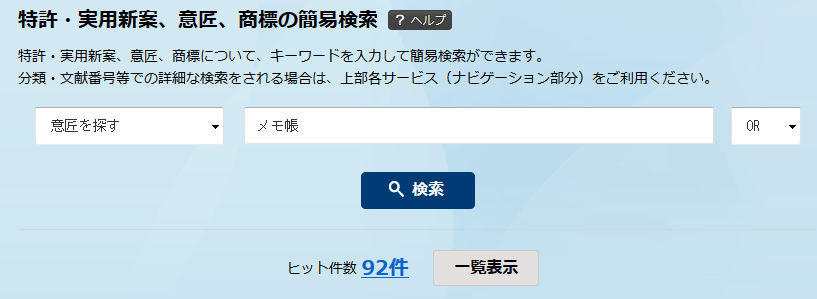 特許・実用新案、意匠、商標の簡易検索 ? ヘルプ
特許・実用新案、意匠、商標について、キーワードを入力して簡易検索ができます。
分類・文献番号等での詳細な検索をされる場合は、上部各サービス（ナビゲーション部分）をご利用ください。
意匠を探す メモ帳 OR
検索
ヒット件数 92件 一覧表示